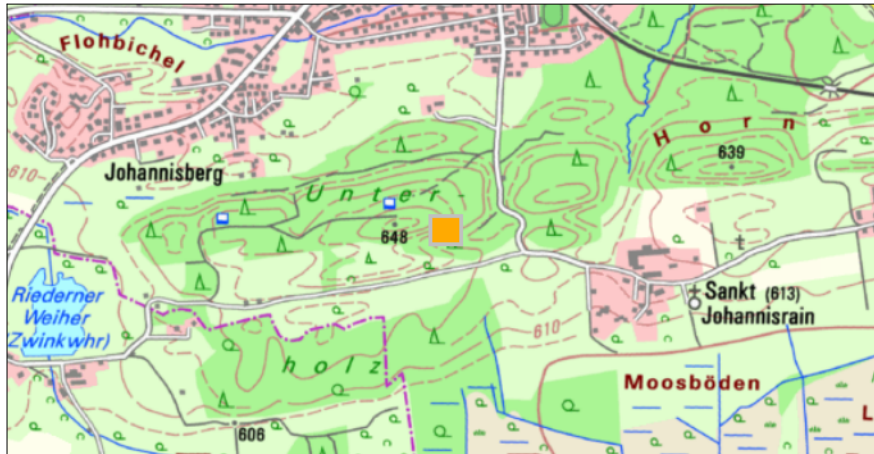 Flohbichel
Horn
639
610
Johannisberg
Unter
648
Riederner
Weiher
(Zwinkwhr)
Sankt (613)
Johannisrain
610
holz
Moosböden
L
606